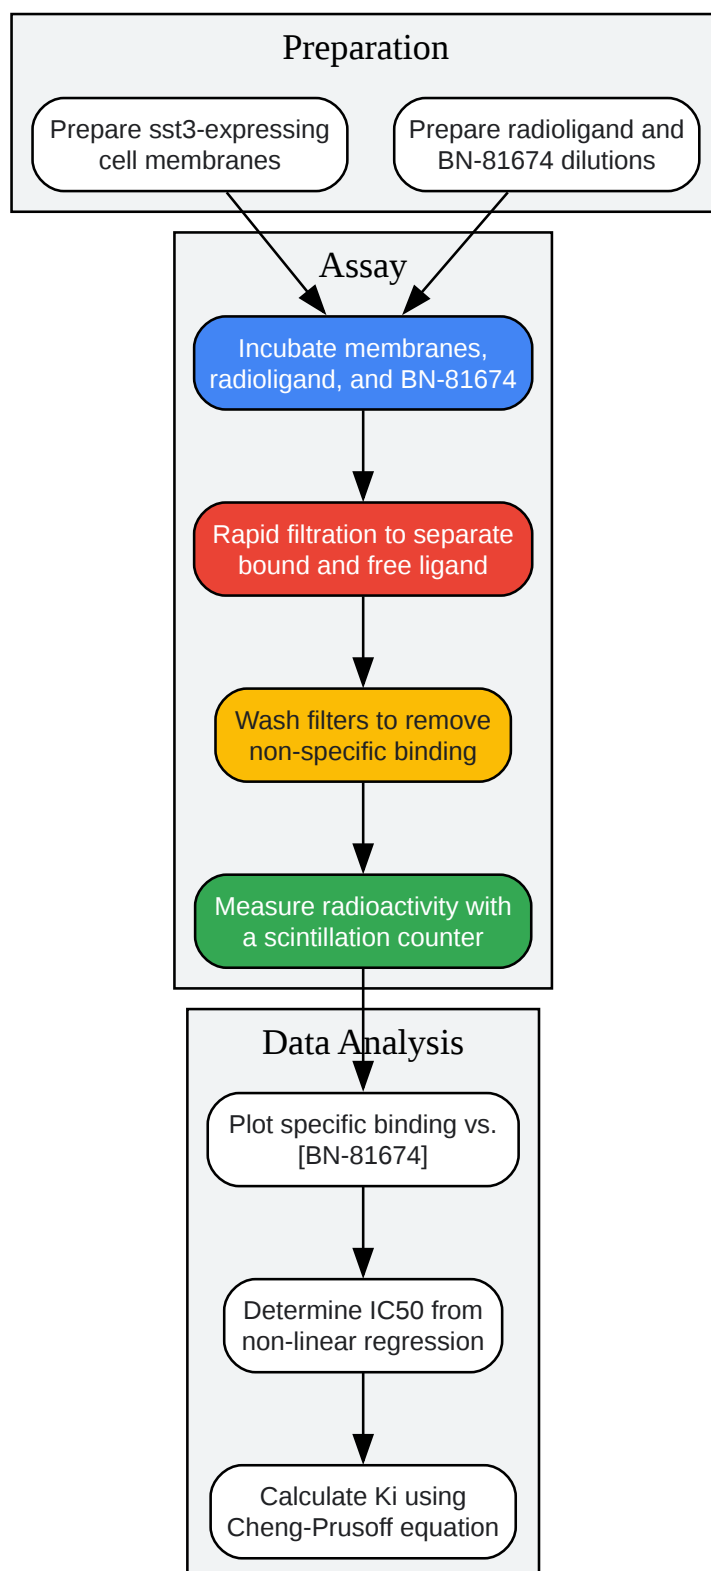 Preparation
Prepare sst3-expressing
cell membranes
Prepare radioligand and
BN-81674 dilutions
Assay
Incubate membranes,
radioligand, and BN-81674
Rapid filtration to separate
bound and free ligand
Wash filters to remove
non-specific binding
Measure radioactivity with
a scintillation counter
Data Analysis
Plot specific binding vs.
[BN-81674]
Determine IC50 from
non-linear regression
Calculate Ki using
Cheng-Prusoff equation